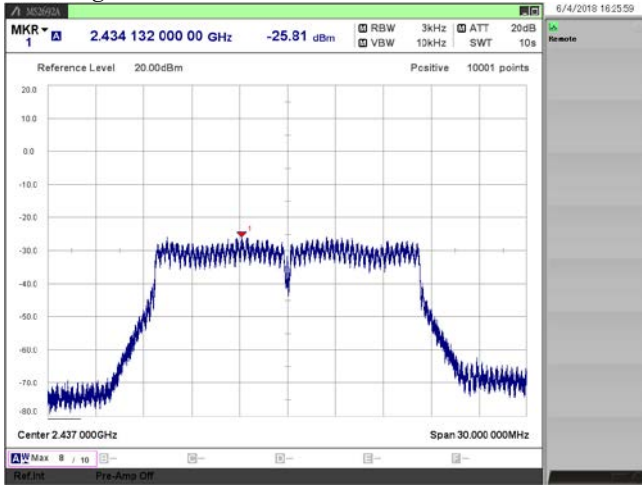 MS2692A
6/4/2018 16:25:59
MKR 1 A 2.434 132 000 00 GHz -25.81 dBm
M RBW 3kHz M ATT 20dB
M VBW 10kHz SWT 10s
Remote
Reference Level 20.00dBm Positive 10001 points
20.0
10.0
0.0
-10.0
-20.0
1
-30.0
-40.0
-50.0
-60.0
-70.0
-80.0
Center 2.437 000GHz Span 30.000 000MHz
A W Max 8 / 10
Ref.Int Pre-Amp Off